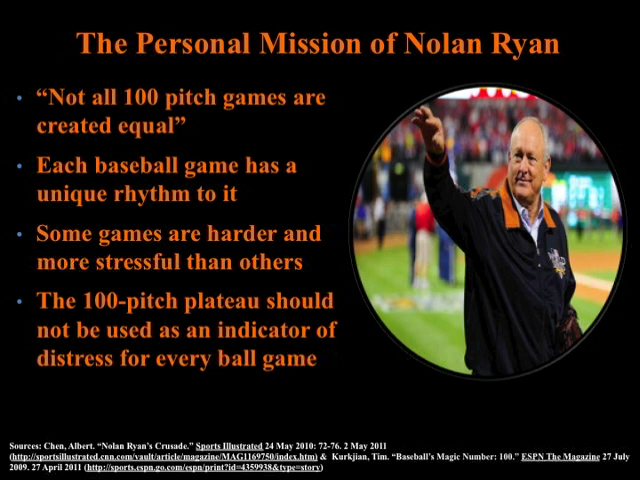 The Personal Mission of Nolan Ryan
• “Not all 100 pitch games are
created equal”
• Each baseball game has a
unique rhythm to it
• Some games are harder and
more stressful than others
• The 100-pitch plateau should
not be used as an indicator of
distress for every ball game
Sources: Chen, Albert. “Nolan Ryan’s Crusade.” Sports Illustrated 24 May 2010: 72-76. 2 May 2011
(http://sportsillustrated.cnn.com/vault/article/magazine/MAG1169750/index.htm) & Kurkjian, Tim. “Baseball’s Magic Number: 100.” ESPN The Magazine 27 July
2009. 27 April 2011 (http://sports.espn.go.com/espn/print?id=4359938&type=story)